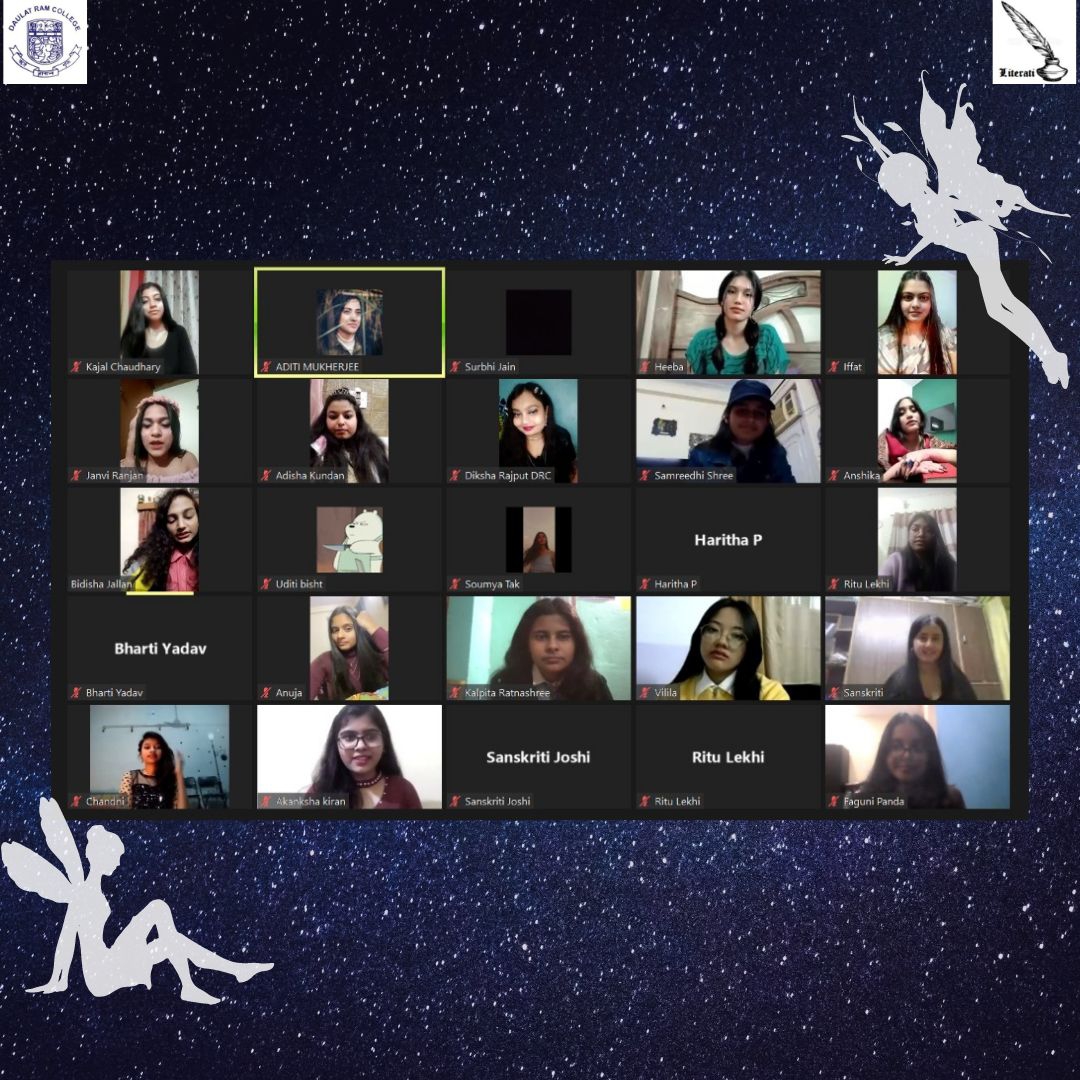 DAULAT RAM COLLEGE
Literati
Kajal Chaudhary
ADITI MUKHERJEE
Surbhi Jain
Heeba
Iffat
Janvi Ranjan
Adisha Kundan
Diksha Rajput DRC
Samreedhi Shree
Anshika
Bidisha Jallan
Uditi bisht
Soumya Tak
Haritha P
Haritha P
Ritu Lekhi
Bharti Yadav
Bharti Yadav
Anuja
Kalpita Ratnashree
Vilila
Sanskriti
Chandni
Akanksha kiran
Sanskriti Joshi
Sanskriti Joshi
Ritu Lekhi
Ritu Lekhi
Faguni Panda